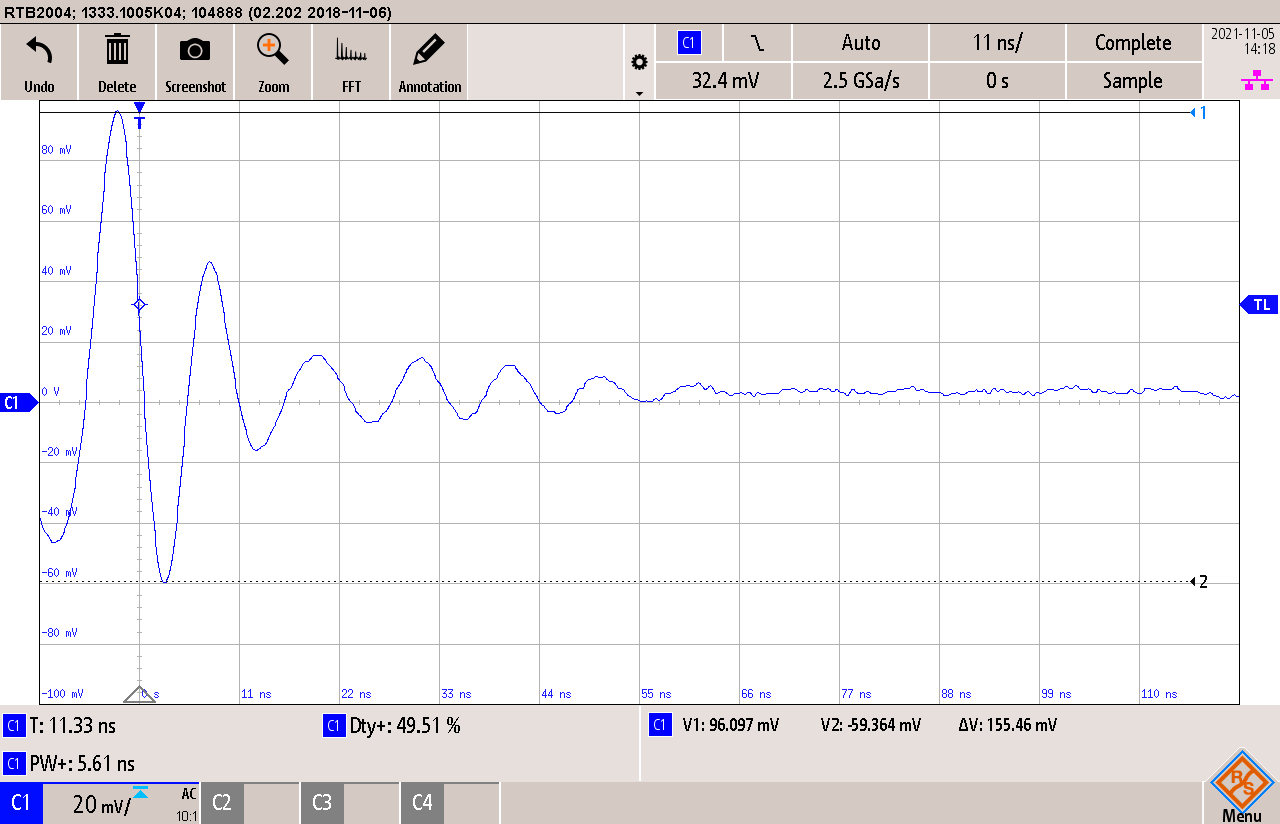 RTB2004; 1333.1005K04; 104888 (02.202 2018-11-06)
Undo Delete Screenshot Zoom FFT Annotation
C1 Auto 11 ns/ Complete
32.4 mV 2.5 GSa/s 0 s Sample
2021-11-05
14:18
1
T
80 mV
60 mV
40 mV
TL
20 mV
0 V
C1
-20 mV
-40 mV
-60 mV
2
-80 mV
-100 mV 0 s 11 ns 22 ns 33 ns 44 ns 55 ns 66 ns 77 ns 88 ns 99 ns 110 ns
C1 T: 11.33 ns C1 Dty+: 49.51 % C1 V1: 96.097 mV V2: -59.364 mV ΔV: 155.46 mV
C1 PW+: 5.61 ns
C1 20 mV/ AC
10:1
C2 C3 C4
R S
Menu